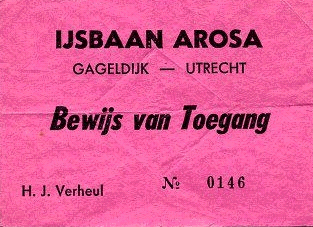 IJSBAAN AROSA
GAGELDIJK — UTRECHT
Bewijs van Toegang
H. J. Verheul № 0146